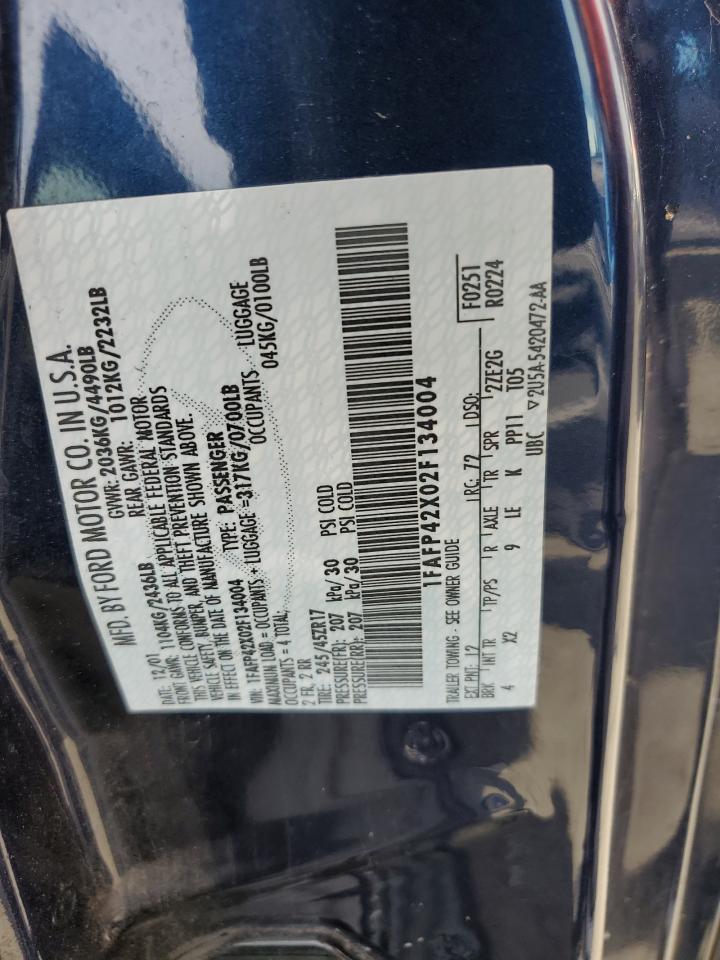 MFD. BY FORD MOTOR CO. IN U.S.A.
DATE: 12/01 GVWR: 2036KG/4490LB
FRONT GAWR: 1104KG/2436LB REAR GAWR: 1012KG/2232LB
THIS VEHICLE CONFORMS TO ALL APPLICABLE FEDERAL MOTOR
VEHICLE SAFETY, BUMPER, AND THEFT PREVENTION STANDARDS
IN EFFECT ON THE DATE OF MANUFACTURE SHOWN ABOVE.
VIN: 1FAFP42X02F134004 TYPE: PASSENGER
MAXIMUM LOAD = OCCUPANTS + LUGGAGE =317KG/0700LB
OCCUPANTS = 4 TOTAL, OCCUPANTS LUGGAGE
2 FR, 2 RR 045KG/0100LB
TIRE: 245/45ZR17
PRESSURE(FR): 207 kPa/30 PSI COLD
PRESSURE(RR): 207 kPa/30 PSI COLD
1FAFP42X02F134004
TRAILER TOWING - SEE OWNER GUIDE F0251
EXT PNT: 12 RC: 72 DSO: R0224
BRK INT TR TP/PS R AXLE TR SPR 2ZE2G
4 X2 9 LE K PP11 T05
UBC ▽2U5A-5420472-AA